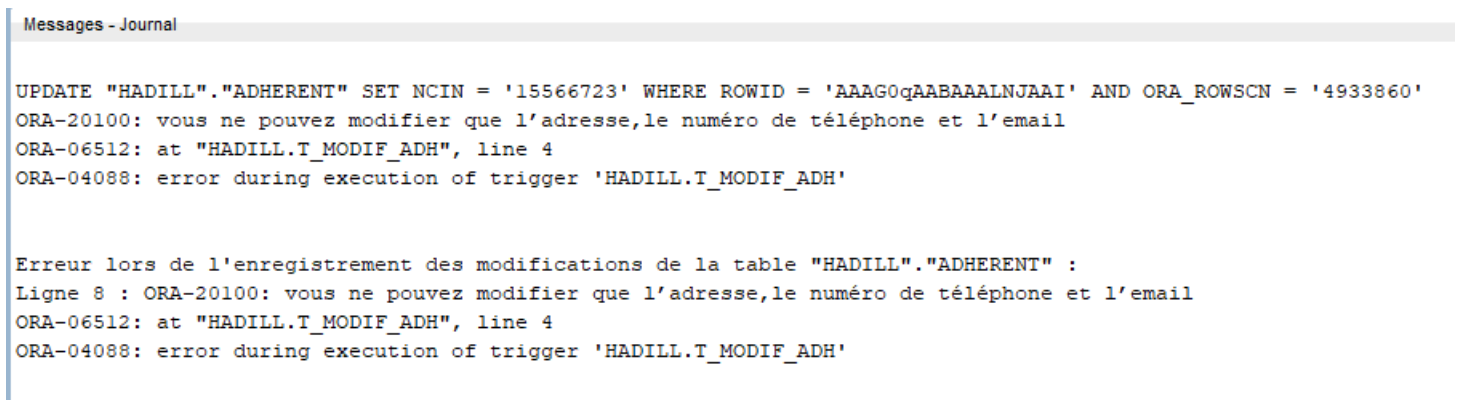 Messages - Journal
UPDATE "HADILL"."ADHERENT" SET NCIN = '15566723' WHERE ROWID = 'AAAG0qAABAAALNJAAI' AND ORA_ROWSCN = '4933860'
ORA-20100: vous ne pouvez modifier que l’adresse,le numéro de téléphone et l’email
ORA-06512: at "HADILL.T_MODIF_ADH", line 4
ORA-04088: error during execution of trigger 'HADILL.T_MODIF_ADH'
Erreur lors de l'enregistrement des modifications de la table "HADILL"."ADHERENT" :
Ligne 8 : ORA-20100: vous ne pouvez modifier que l’adresse,le numéro de téléphone et l’email
ORA-06512: at "HADILL.T_MODIF_ADH", line 4
ORA-04088: error during execution of trigger 'HADILL.T_MODIF_ADH'